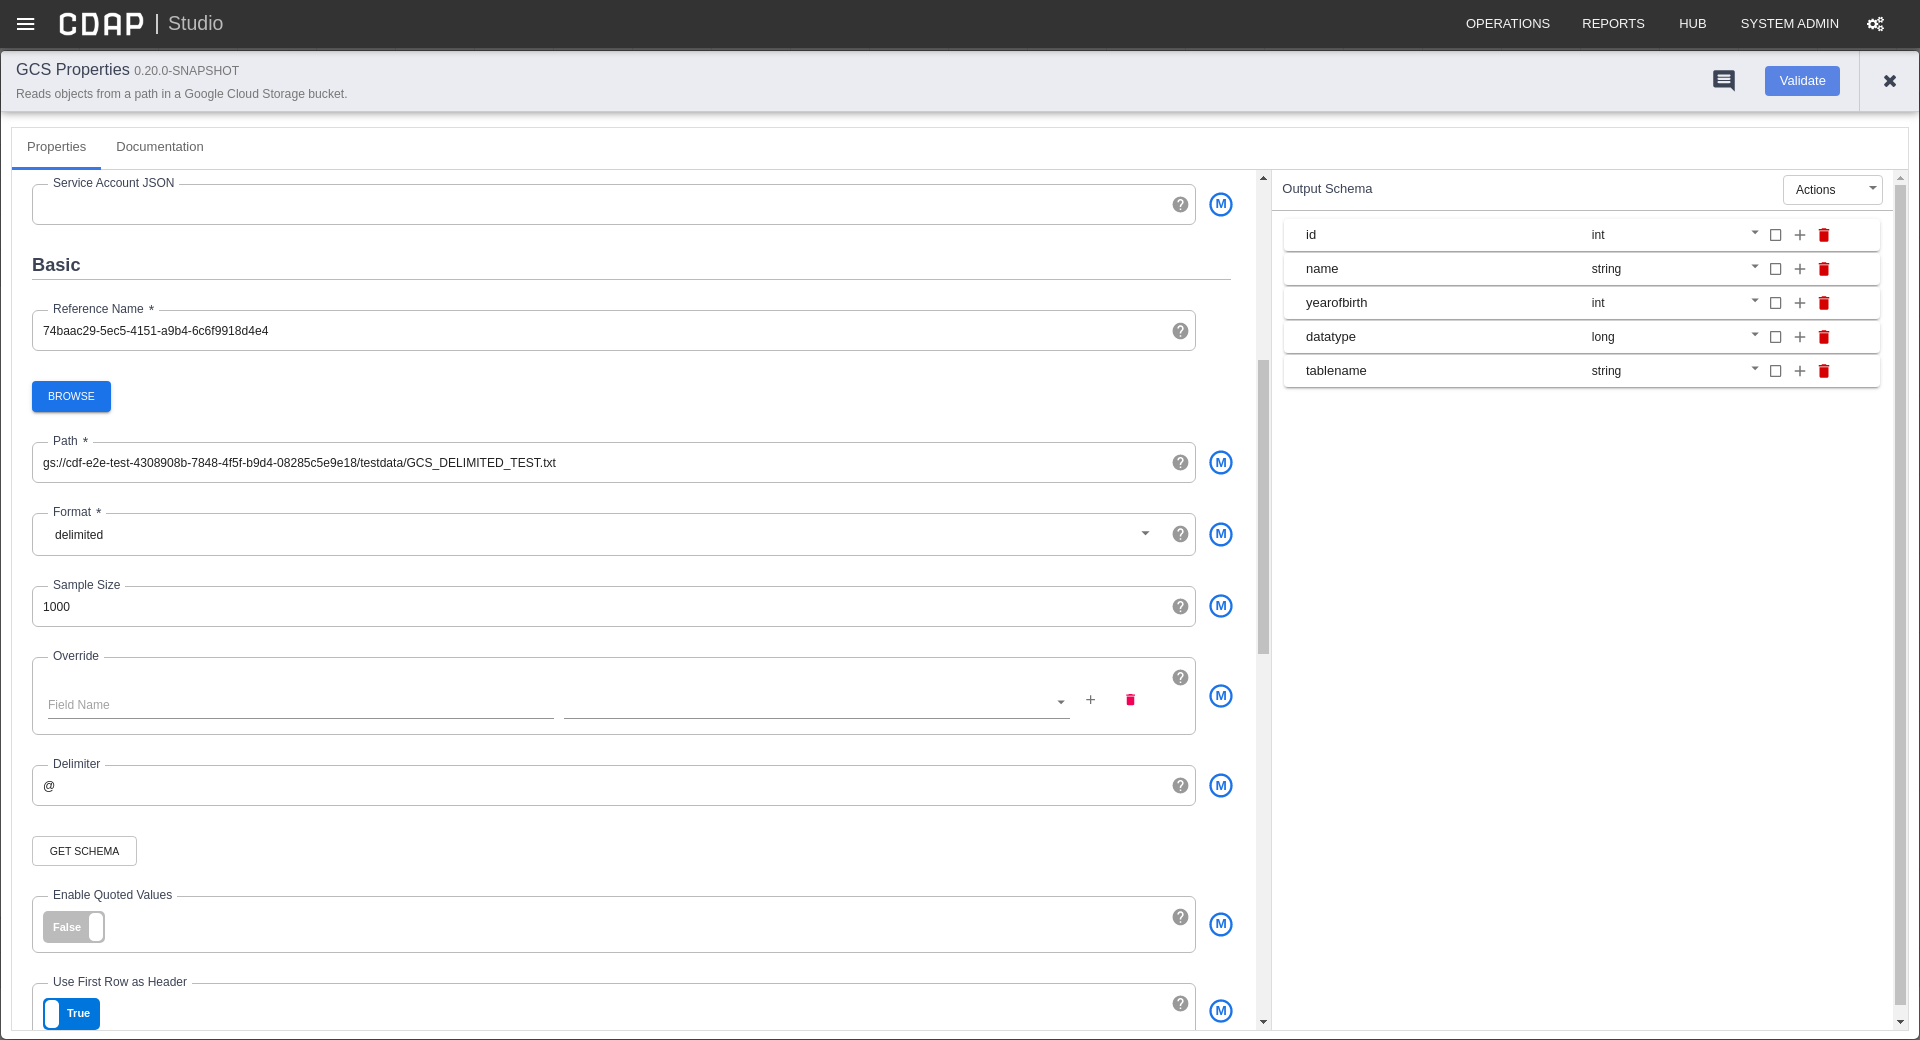 CDAP | Studio
OPERATIONS REPORTS HUB SYSTEM ADMIN
GCS Properties 0.20.0-SNAPSHOT
Reads objects from a path in a Google Cloud Storage bucket.
Validate
Properties Documentation
Service Account JSON
M
Basic
Reference Name *
74baac29-5ec5-4151-a9b4-6c6f9918d4e4
BROWSE
Path *
gs://cdf-e2e-test-4308908b-7848-4f5f-b9d4-08285c5e9e18/testdata/GCS_DELIMITED_TEST.txt
M
Format *
delimited
M
Sample Size
1000
M
Override
Field Name
M
Delimiter
@
M
GET SCHEMA
Enable Quoted Values
False
M
Use First Row as Header
True
M
Output Schema
Actions
id int
name string
yearofbirth int
datatype long
tablename string